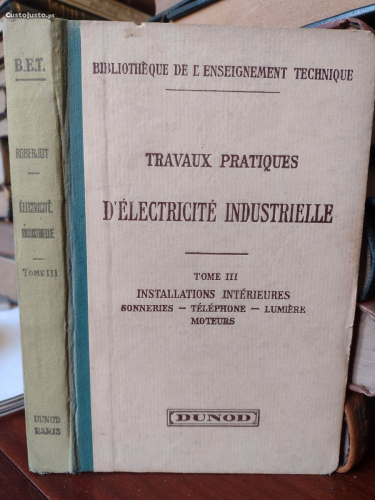 CustoJusto.pt
B.E.T.
ROBERJOT
ÉLECTRICITÉ
INDUSTRIELLE
TOME III
DUNOD
PARIS
BIBLIOTHÈQUE DE L'ENSEIGNEMENT TECHNIQUE
TRAVAUX PRATIQUES
D'ÉLECTRICITÉ INDUSTRIELLE
TOME III
INSTALLATIONS INTÉRIEURES
SONNERIES — TÉLÉPHONE — LUMIÈRE
MOTEURS
DUNOD